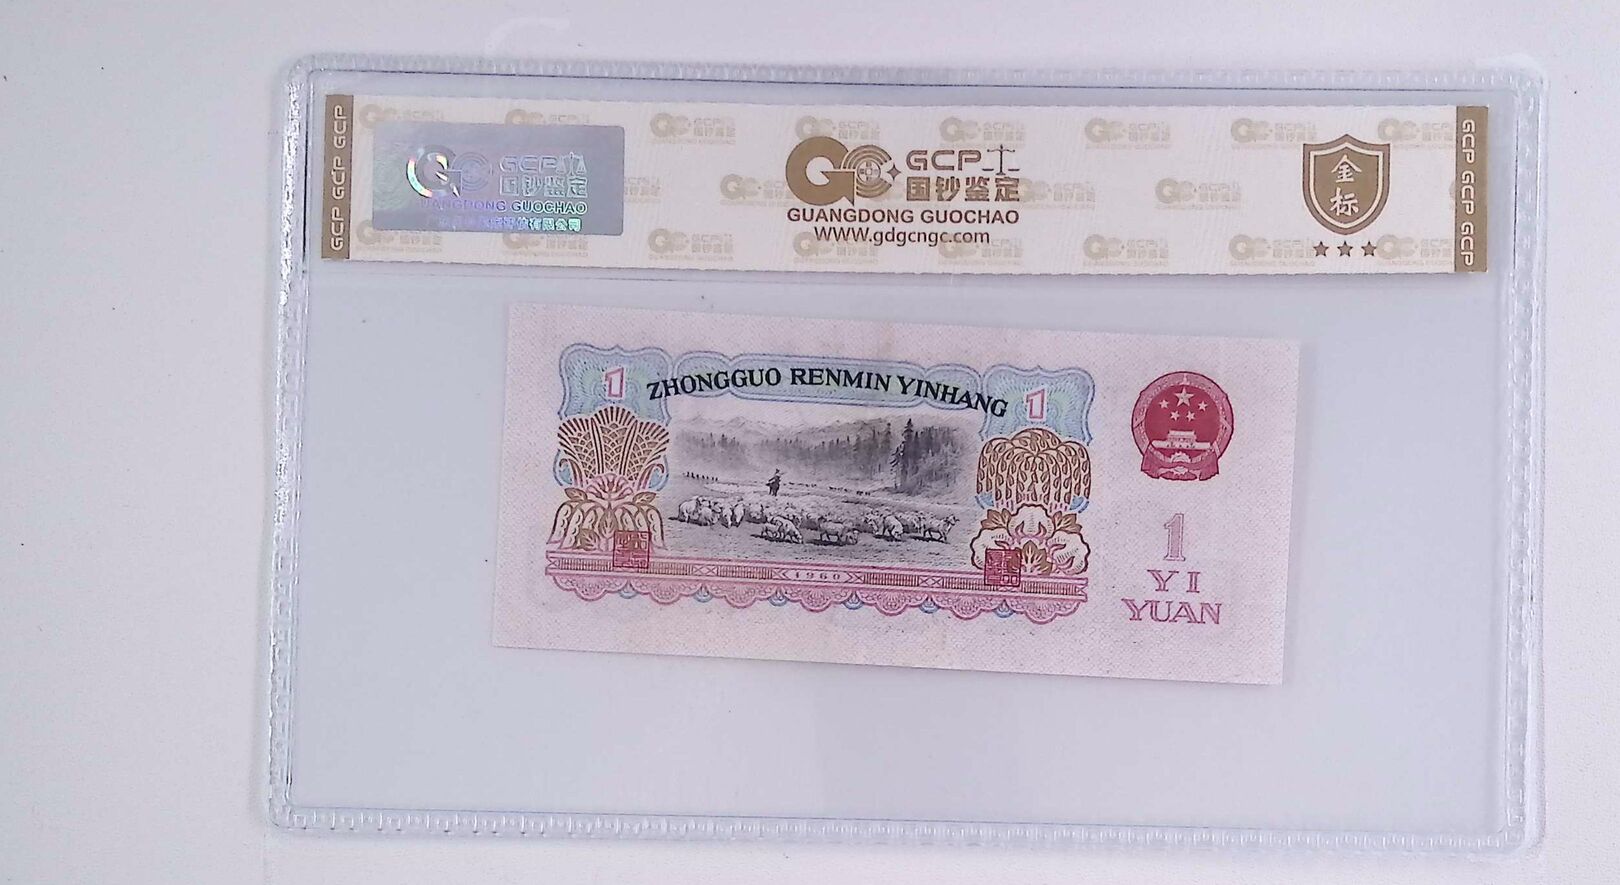 GCP GCP GCP
GCP
国钞鉴定
GUANGDONG GUOCHAO
GCP
国钞鉴定
GUANGDONG GUOCHAO
WWW.gdgcngc.com
金标
GCP GCP GCP
ZHONGGUO RENMIN YINHANG
1
1
1960
1
YI
YUAN